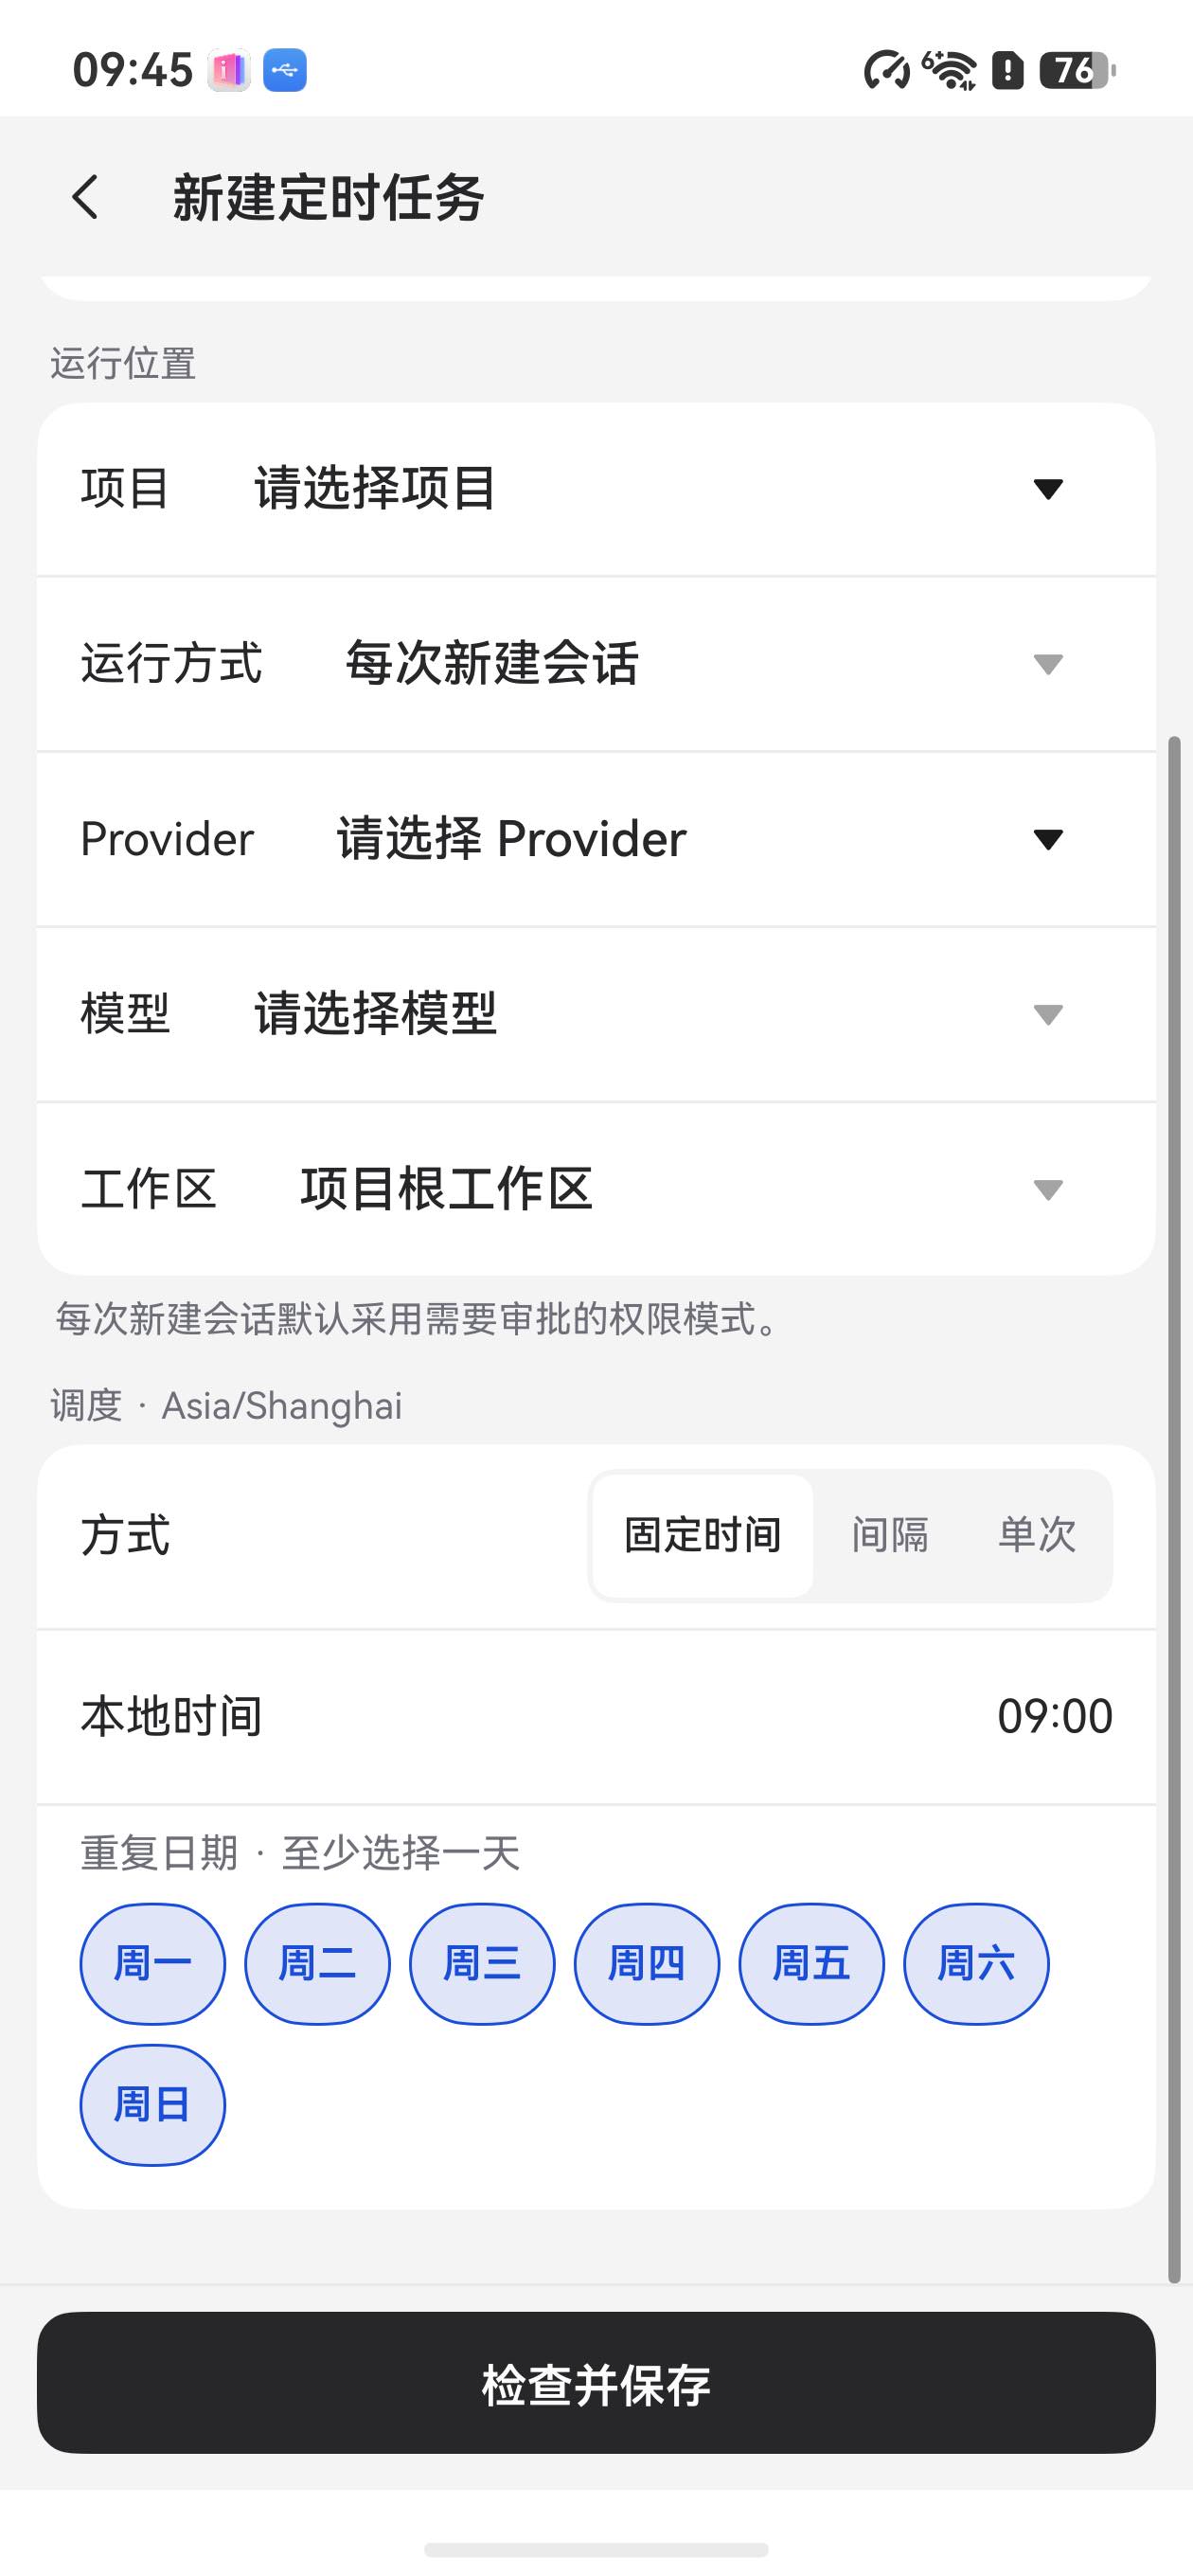 09:45
76
新建定时任务
运行位置
项目 请选择项目
运行方式 每次新建会话
Provider 请选择 Provider
模型 请选择模型
工作区 项目根工作区
每次新建会话默认采用需要审批的权限模式。
调度 · Asia/Shanghai
方式 固定时间 间隔 单次
本地时间 09:00
重复日期 · 至少选择一天
周一 周二 周三 周四 周五 周六
周日
检查并保存